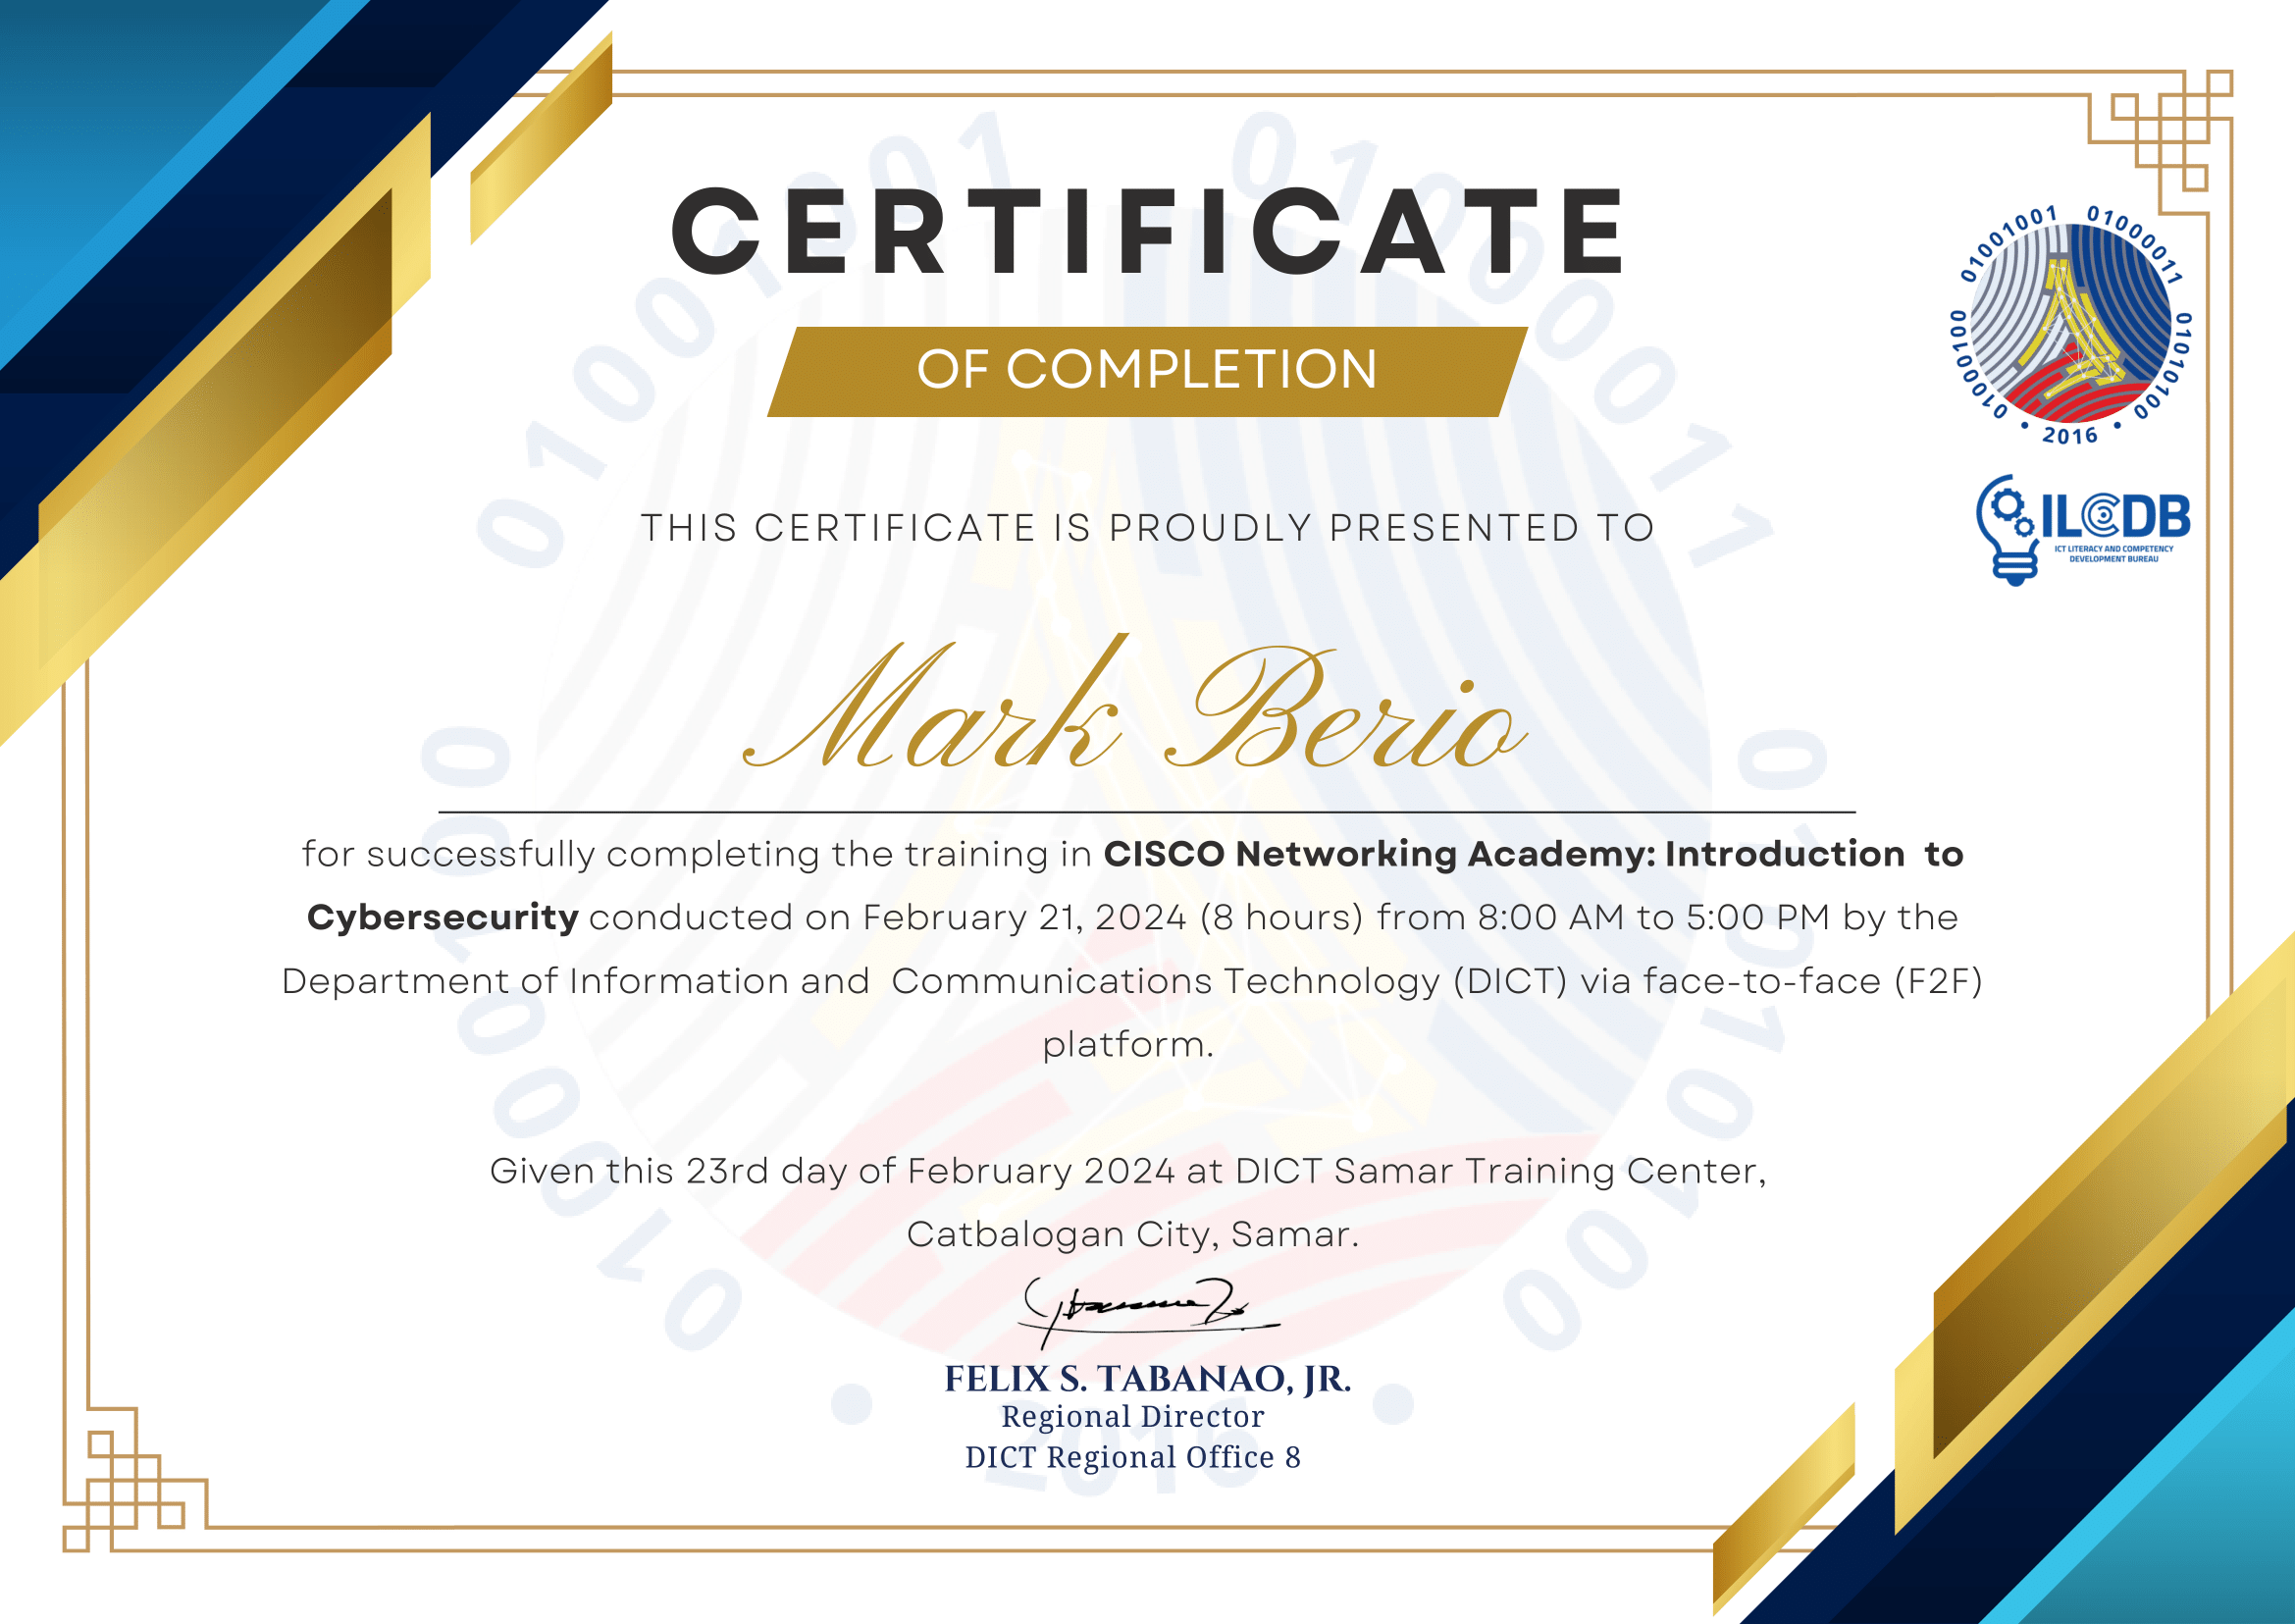 CERTIFICATE
OF COMPLETION
01001001 01000011 01010100 01000100
• 2016 •
ILCDB
ICT LITERACY AND COMPETENCY
DEVELOPMENT BUREAU
THIS CERTIFICATE IS PROUDLY PRESENTED TO
Mark Berio
for successfully completing the training in CISCO Networking Academy: Introduction to
Cybersecurity conducted on February 21, 2024 (8 hours) from 8:00 AM to 5:00 PM by the
Department of Information and Communications Technology (DICT) via face-to-face (F2F)
platform.
Given this 23rd day of February 2024 at DICT Samar Training Center,
Catbalogan City, Samar.
FELIX S. TABANAO, JR.
Regional Director
DICT Regional Office 8